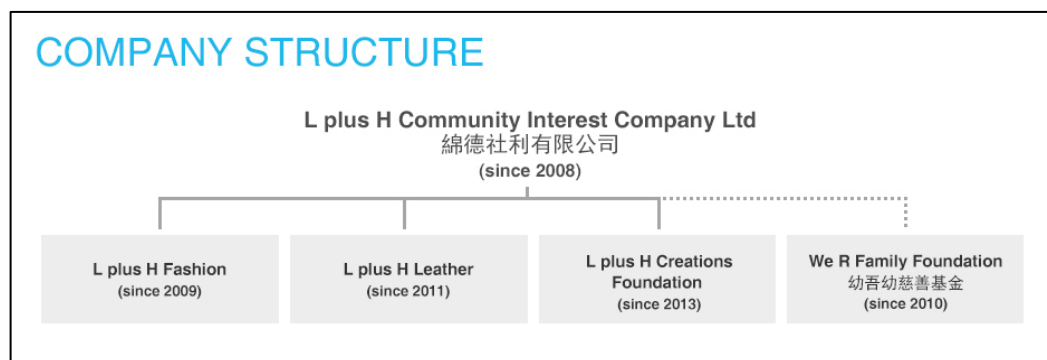 COMPANY STRUCTURE
L plus H Community Interest Company Ltd
綿德社利有限公司
(since 2008)
L plus H Fashion
(since 2009)
L plus H Leather
(since 2011)
L plus H Creations
Foundation
(since 2013)
We R Family Foundation
幼吾幼慈善基金
(since 2010)